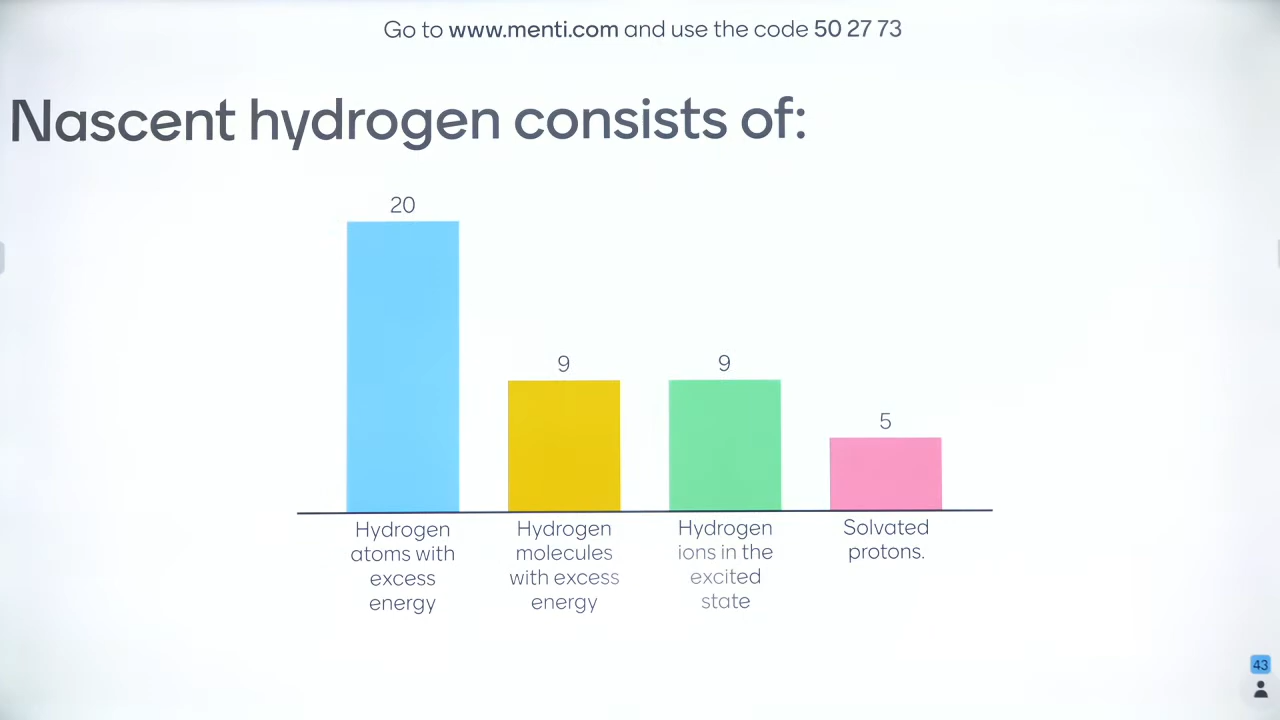 Go to www.menti.com and use the code 50 27 73
Nascent hydrogen consists of:
20
9
9
5
Hydrogen
atoms with
excess
energy
Hydrogen
molecules
with excess
energy
Hydrogen
ions in the
excited
state
Solvated
protons.
43